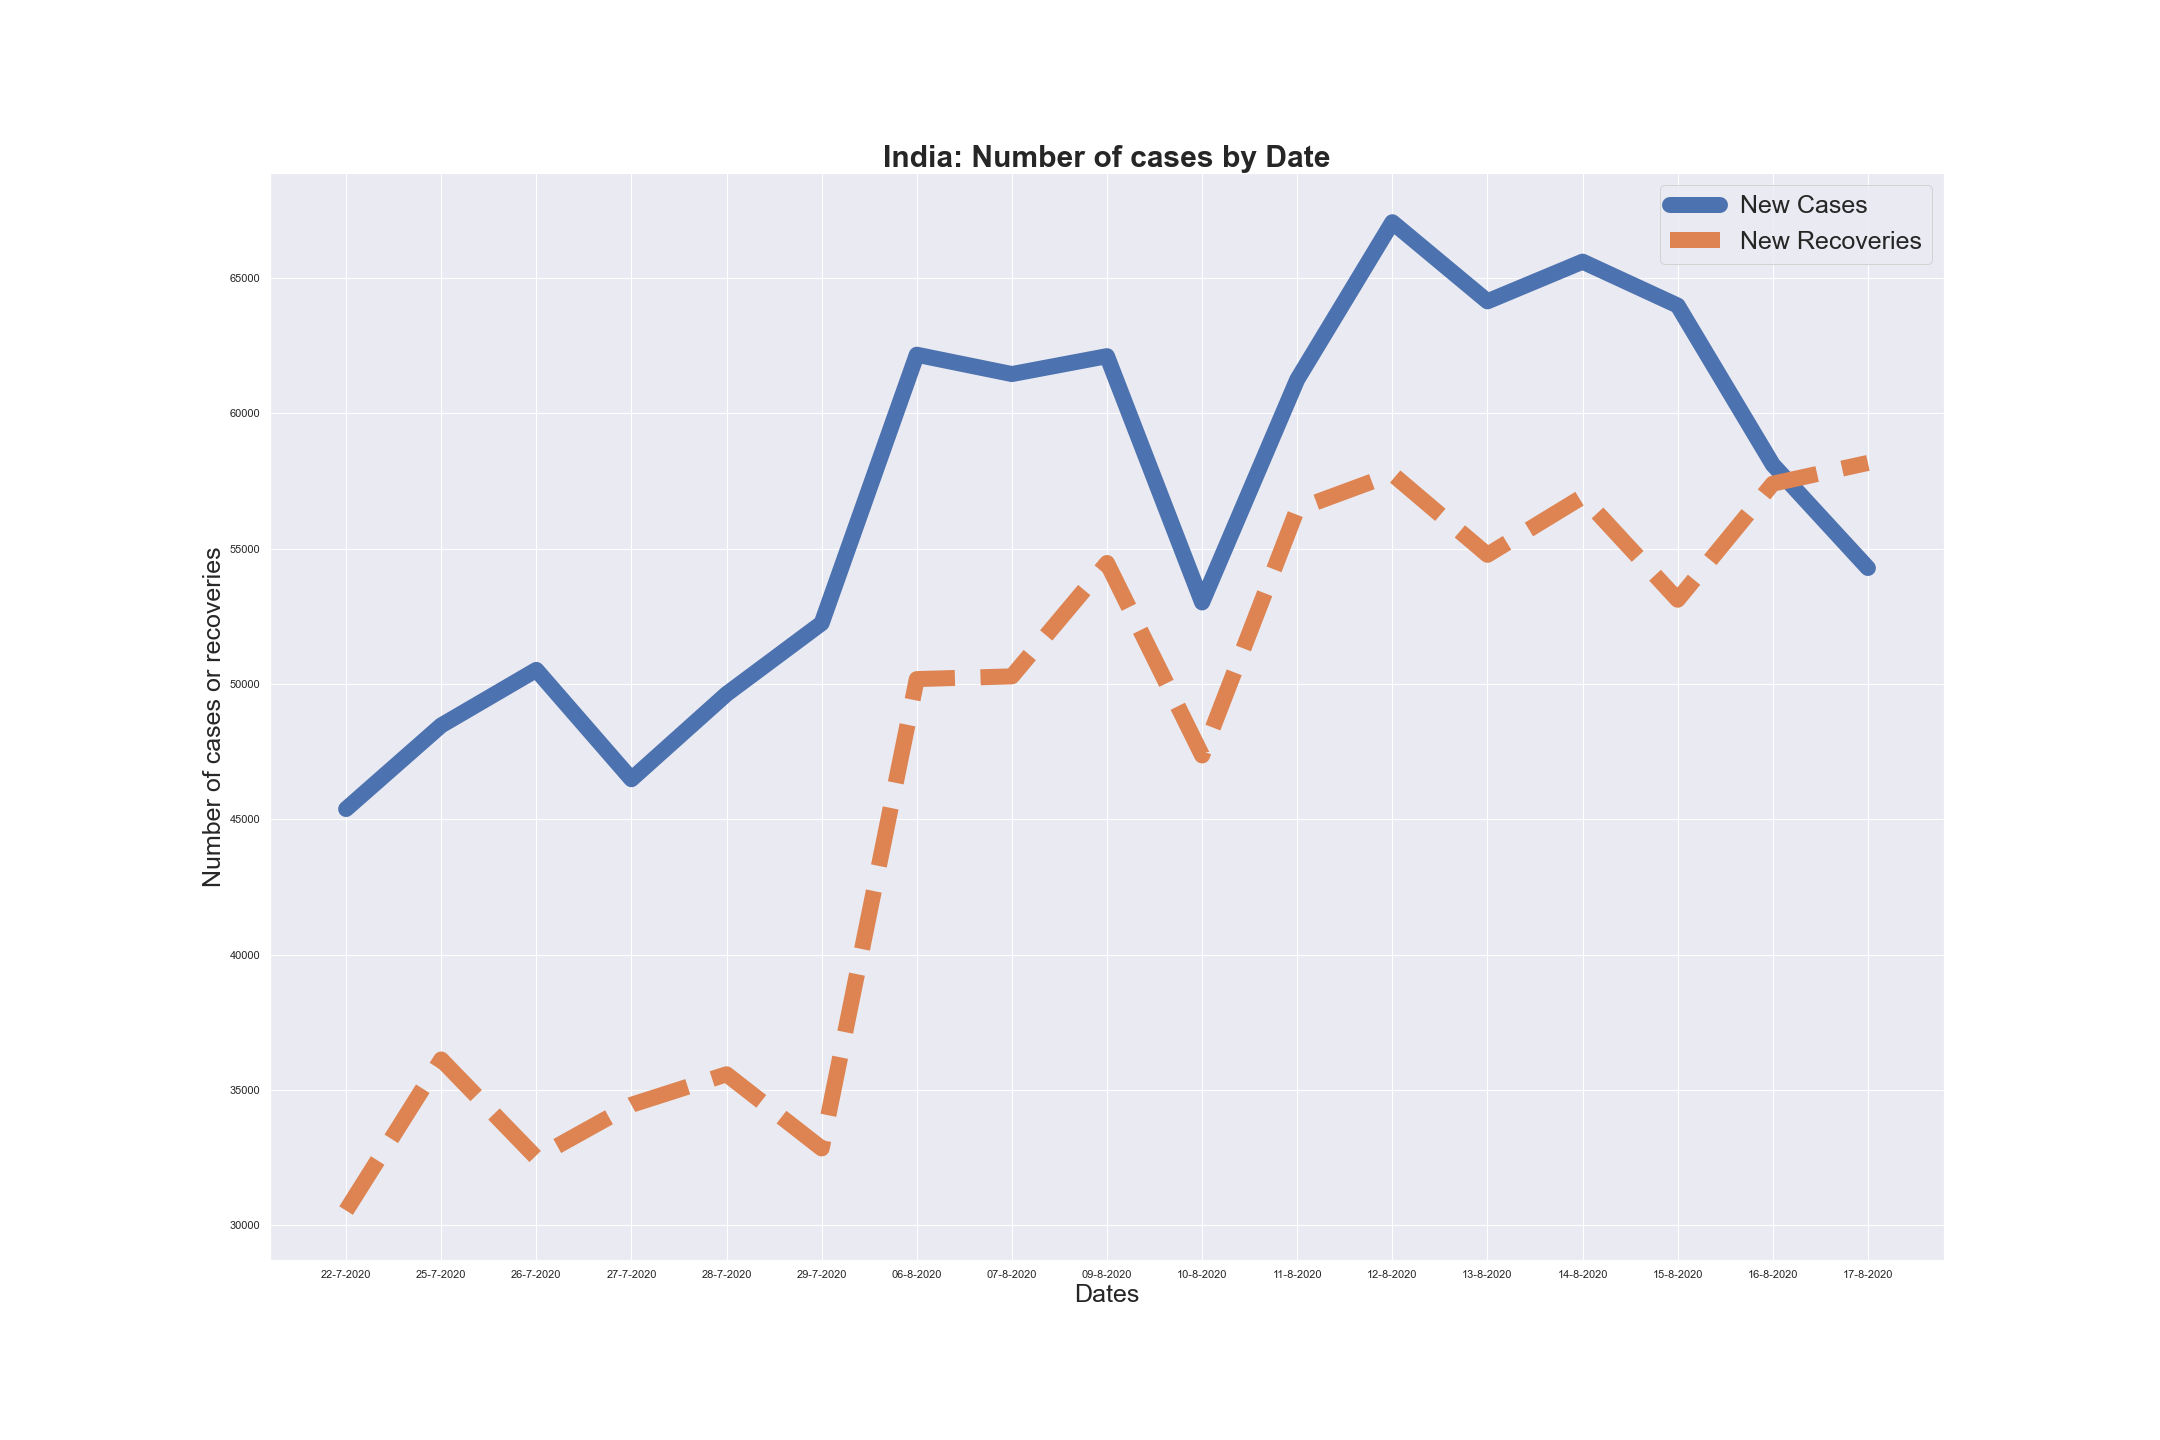 India: Number of cases by Date
New Cases
New Recoveries
Number of cases or recoveries
65000
60000
55000
50000
45000
40000
35000
30000
22-7-2020 25-7-2020 26-7-2020 27-7-2020 28-7-2020 29-7-2020 06-8-2020 07-8-2020 09-8-2020 10-8-2020 11-8-2020 12-8-2020 13-8-2020 14-8-2020 15-8-2020 16-8-2020 17-8-2020
Dates